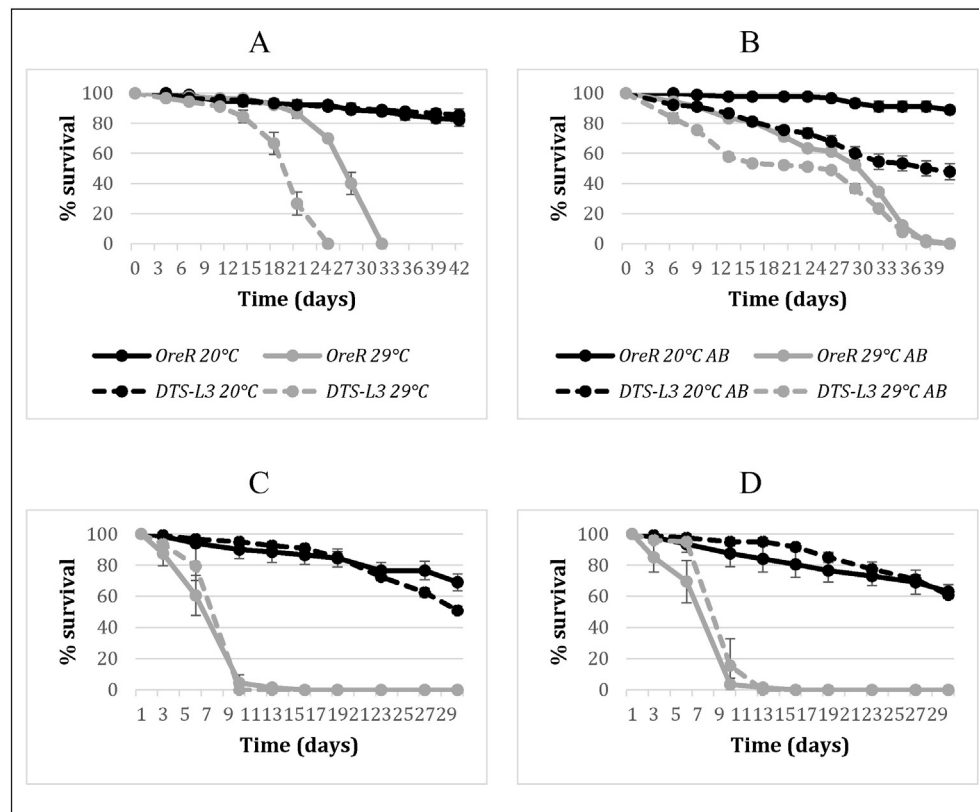 A
B
100
80
60
40
20
0
% survival
0 3 6 9 12 15 18 21 24 27 30 33 36 39 42
Time (days)
OreR 20°C
OreR 29°C
DTS-L3 20°C
DTS-L3 29°C
100
80
60
40
20
0
% survival
0 3 6 9 12 15 18 21 24 27 30 33 36 39
Time (days)
OreR 20°C AB
OreR 29°C AB
DTS-L3 20°C AB
DTS-L3 29°C AB
C
D
100
80
60
40
20
0
% survival
1 3 5 7 9 11 13 15 17 19 21 23 25 27 29
Time (days)
100
80
60
40
20
0
% survival
1 3 5 7 9 11 13 15 17 19 21 23 25 27 29
Time (days)